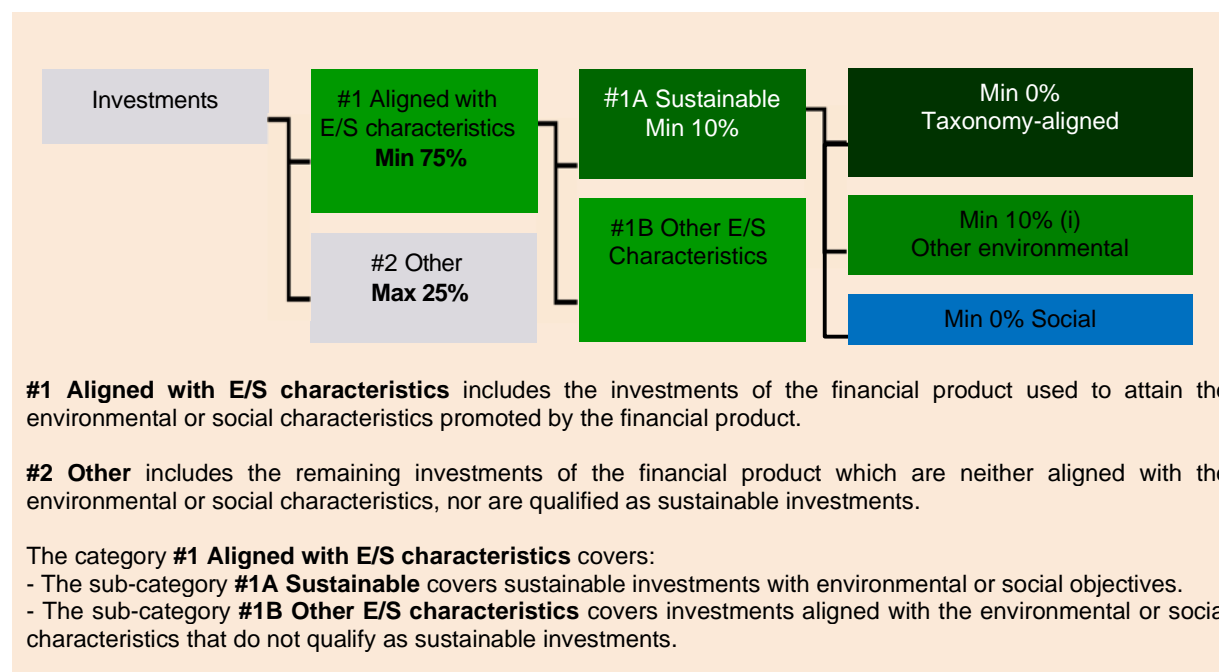 Investments
#1 Aligned with
E/S characteristics
Min 75%
#2 Other
Max 25%
#1A Sustainable
Min 10%
#1B Other E/S
Characteristics
Min 0%
Taxonomy-aligned
Min 10% (i)
Other environmental
Min 0% Social
#1 Aligned with E/S characteristics includes the investments of the financial product used to attain the
environmental or social characteristics promoted by the financial product.
#2 Other includes the remaining investments of the financial product which are neither aligned with the
environmental or social characteristics, nor are qualified as sustainable investments.
The category #1 Aligned with E/S characteristics covers:
- The sub-category #1A Sustainable covers sustainable investments with environmental or social objectives.
- The sub-category #1B Other E/S characteristics covers investments aligned with the environmental or social
characteristics that do not qualify as sustainable investments.